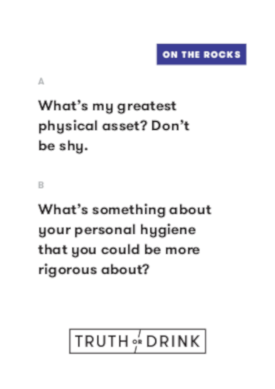 ON THE ROCKS
A
What's my greatest
physical asset? Don't
be shy.
B
What's something about
your personal hygiene
that you could be more
rigorous about?
TRUTH OR DRINK